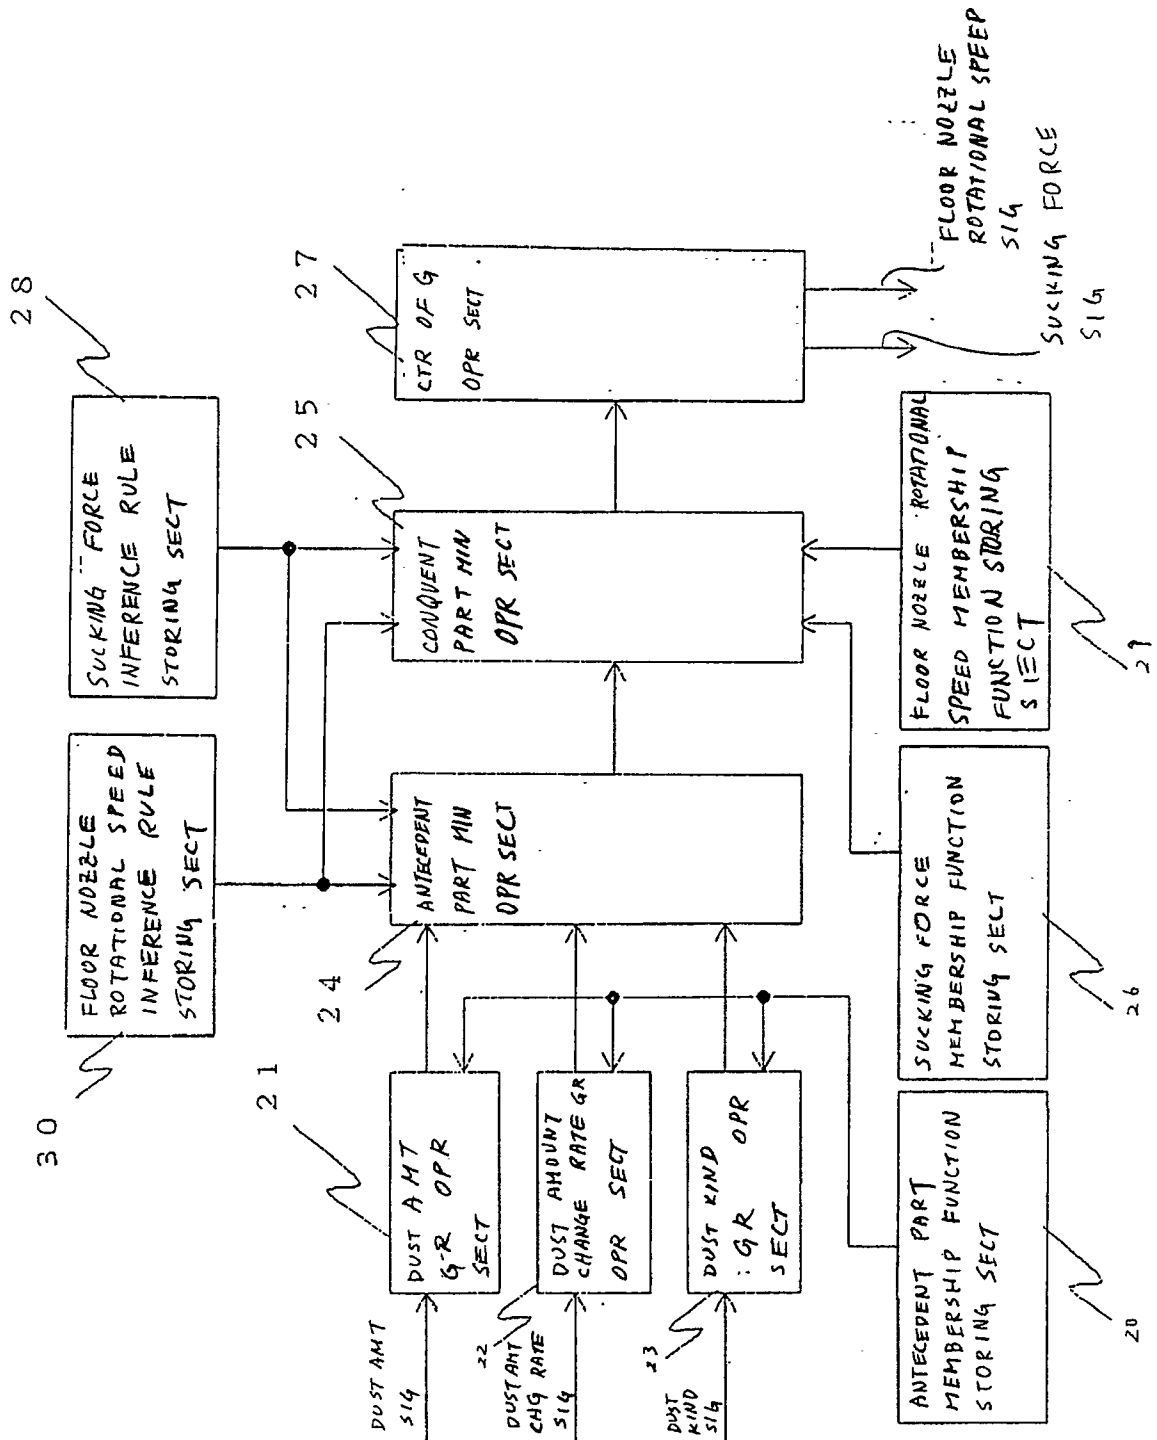 30
FLOOR NOZZLE
ROTATIONAL SPEED
INFERENCE RULE
STORING SECT
28
SUCKING FORCE
INFERENCE RULE
STORING SECT
DUST AMT
SIG
21
DUST AMT
GR OPR
SECT
22
DUST AMT
CHG RATE
SIG
DUST AMOUNT
CHANGE RATE GR
OPR SECT
23
DUST
KIND
SIG
DUST KIND
GR OPR
SECT
24
ANTECEDENT
PART MIN
OPR SECT
25
CONQUENT
PART MIN
OPR SECT
27
CTR OF G
OPR SECT
FLOOR NOZZLE
ROTATIONAL SPEEP
SIG
SUCKING FORCE
SIG
ANTECEDENT PART
MEMBERSHIP FUNCTION
STORING SECT
20
SUCKING FORCE
MEMBERSHIP FUNCTION
STORING SECT
26
FLOOR NOZZLE ROTATIONAL
SPEED MEMBERSHIP
FUNCTION STORING
SECT
29